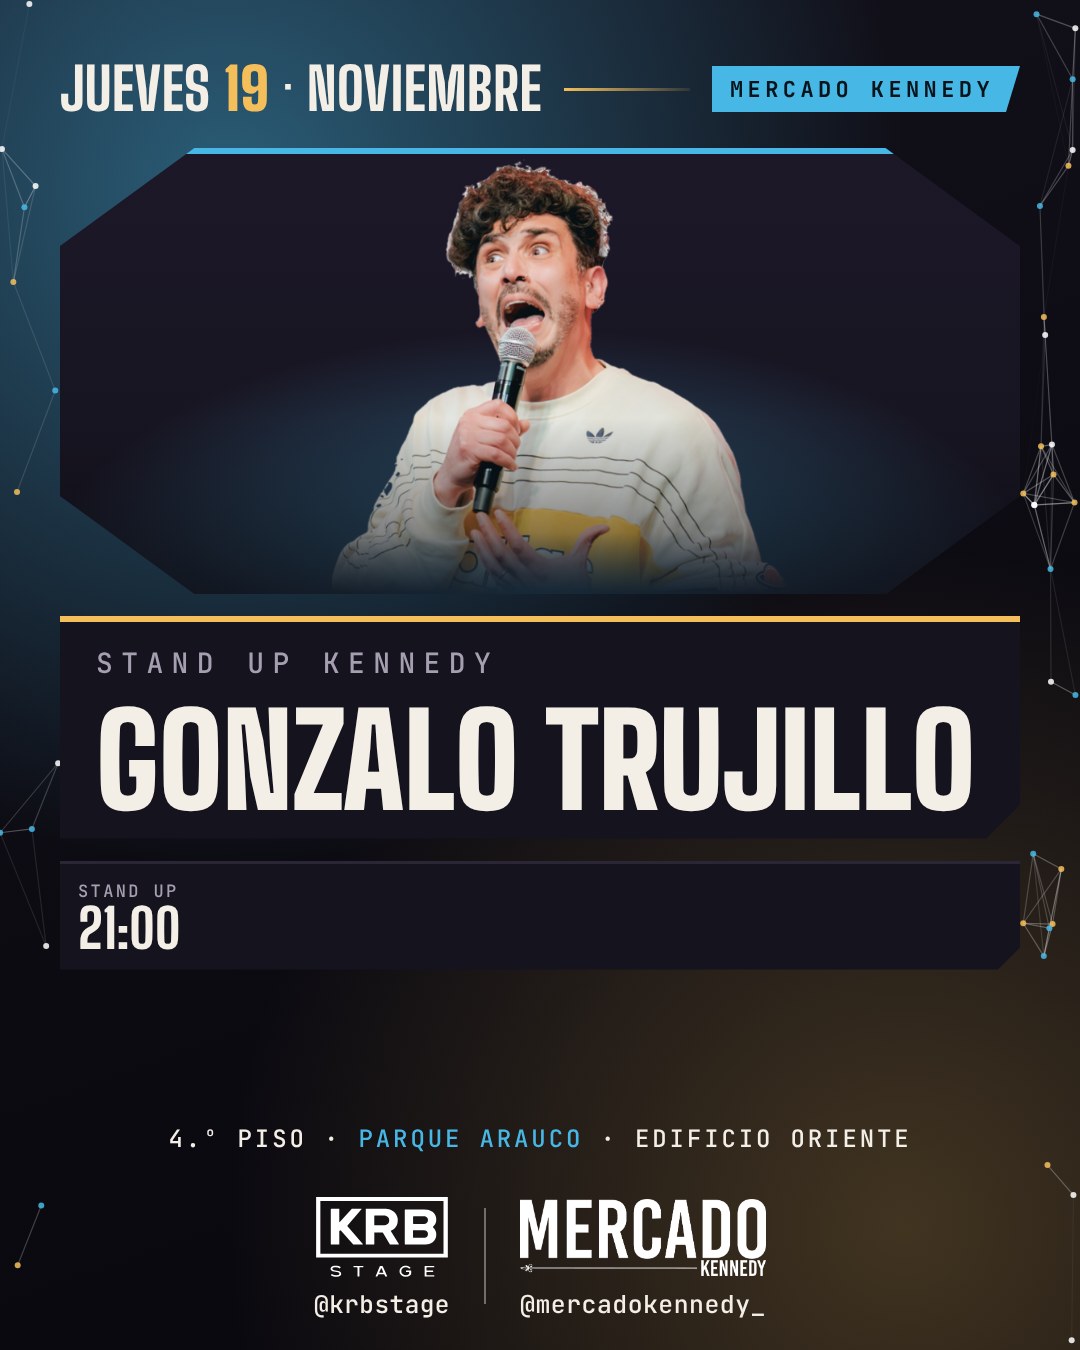 JUEVES 19 · NOVIEMBRE
MERCADO KENNEDY
STAND UP KENNEDY
GONZALO TRUJILLO
STAND UP
21:00
4.º PISO · PARQUE ARAUCO · EDIFICIO ORIENTE
KRB
STAGE
@krbstage
MERCADO
KENNEDY
@mercadokennedy_